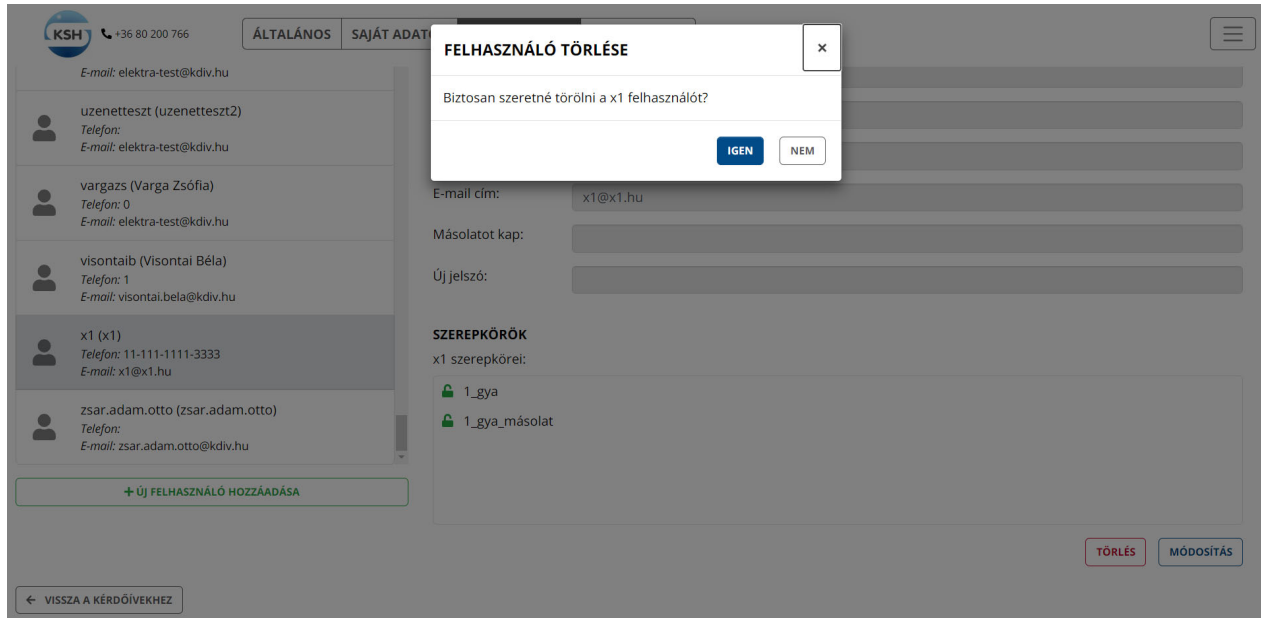 KSH
+36 80 200 766
ÁLTALÁNOS
SAJÁT ADAT
FELHASZNÁLÓ TÖRLÉSE
×
Biztosan szeretné törölni a x1 felhasználót?
IGEN
NEM
E-mail: elektra-test@kdiv.hu
uzenetteszt (uzenetteszt2)
Telefon:
E-mail: elektra-test@kdiv.hu
vargazs (Varga Zsófia)
Telefon: 0
E-mail: elektra-test@kdiv.hu
visontaib (Visontai Béla)
Telefon: 1
E-mail: visontai.bela@kdiv.hu
x1 (x1)
Telefon: 11-111-1111-3333
E-mail: x1@x1.hu
zsar.adam.otto (zsar.adam.otto)
Telefon:
E-mail: zsar.adam.otto@kdiv.hu
+ ÚJ FELHASZNÁLÓ HOZZÁADÁSA
E-mail cím:
x1@x1.hu
Másolatot kap:
Új jelszó:
SZEREPKÖRÖK
x1 szerepkörei:
1_gya
1_gya_másolat
TÖRLÉS
MÓDOSÍTÁS
← VISSZA A KÉRDŐÍVEKHEZ